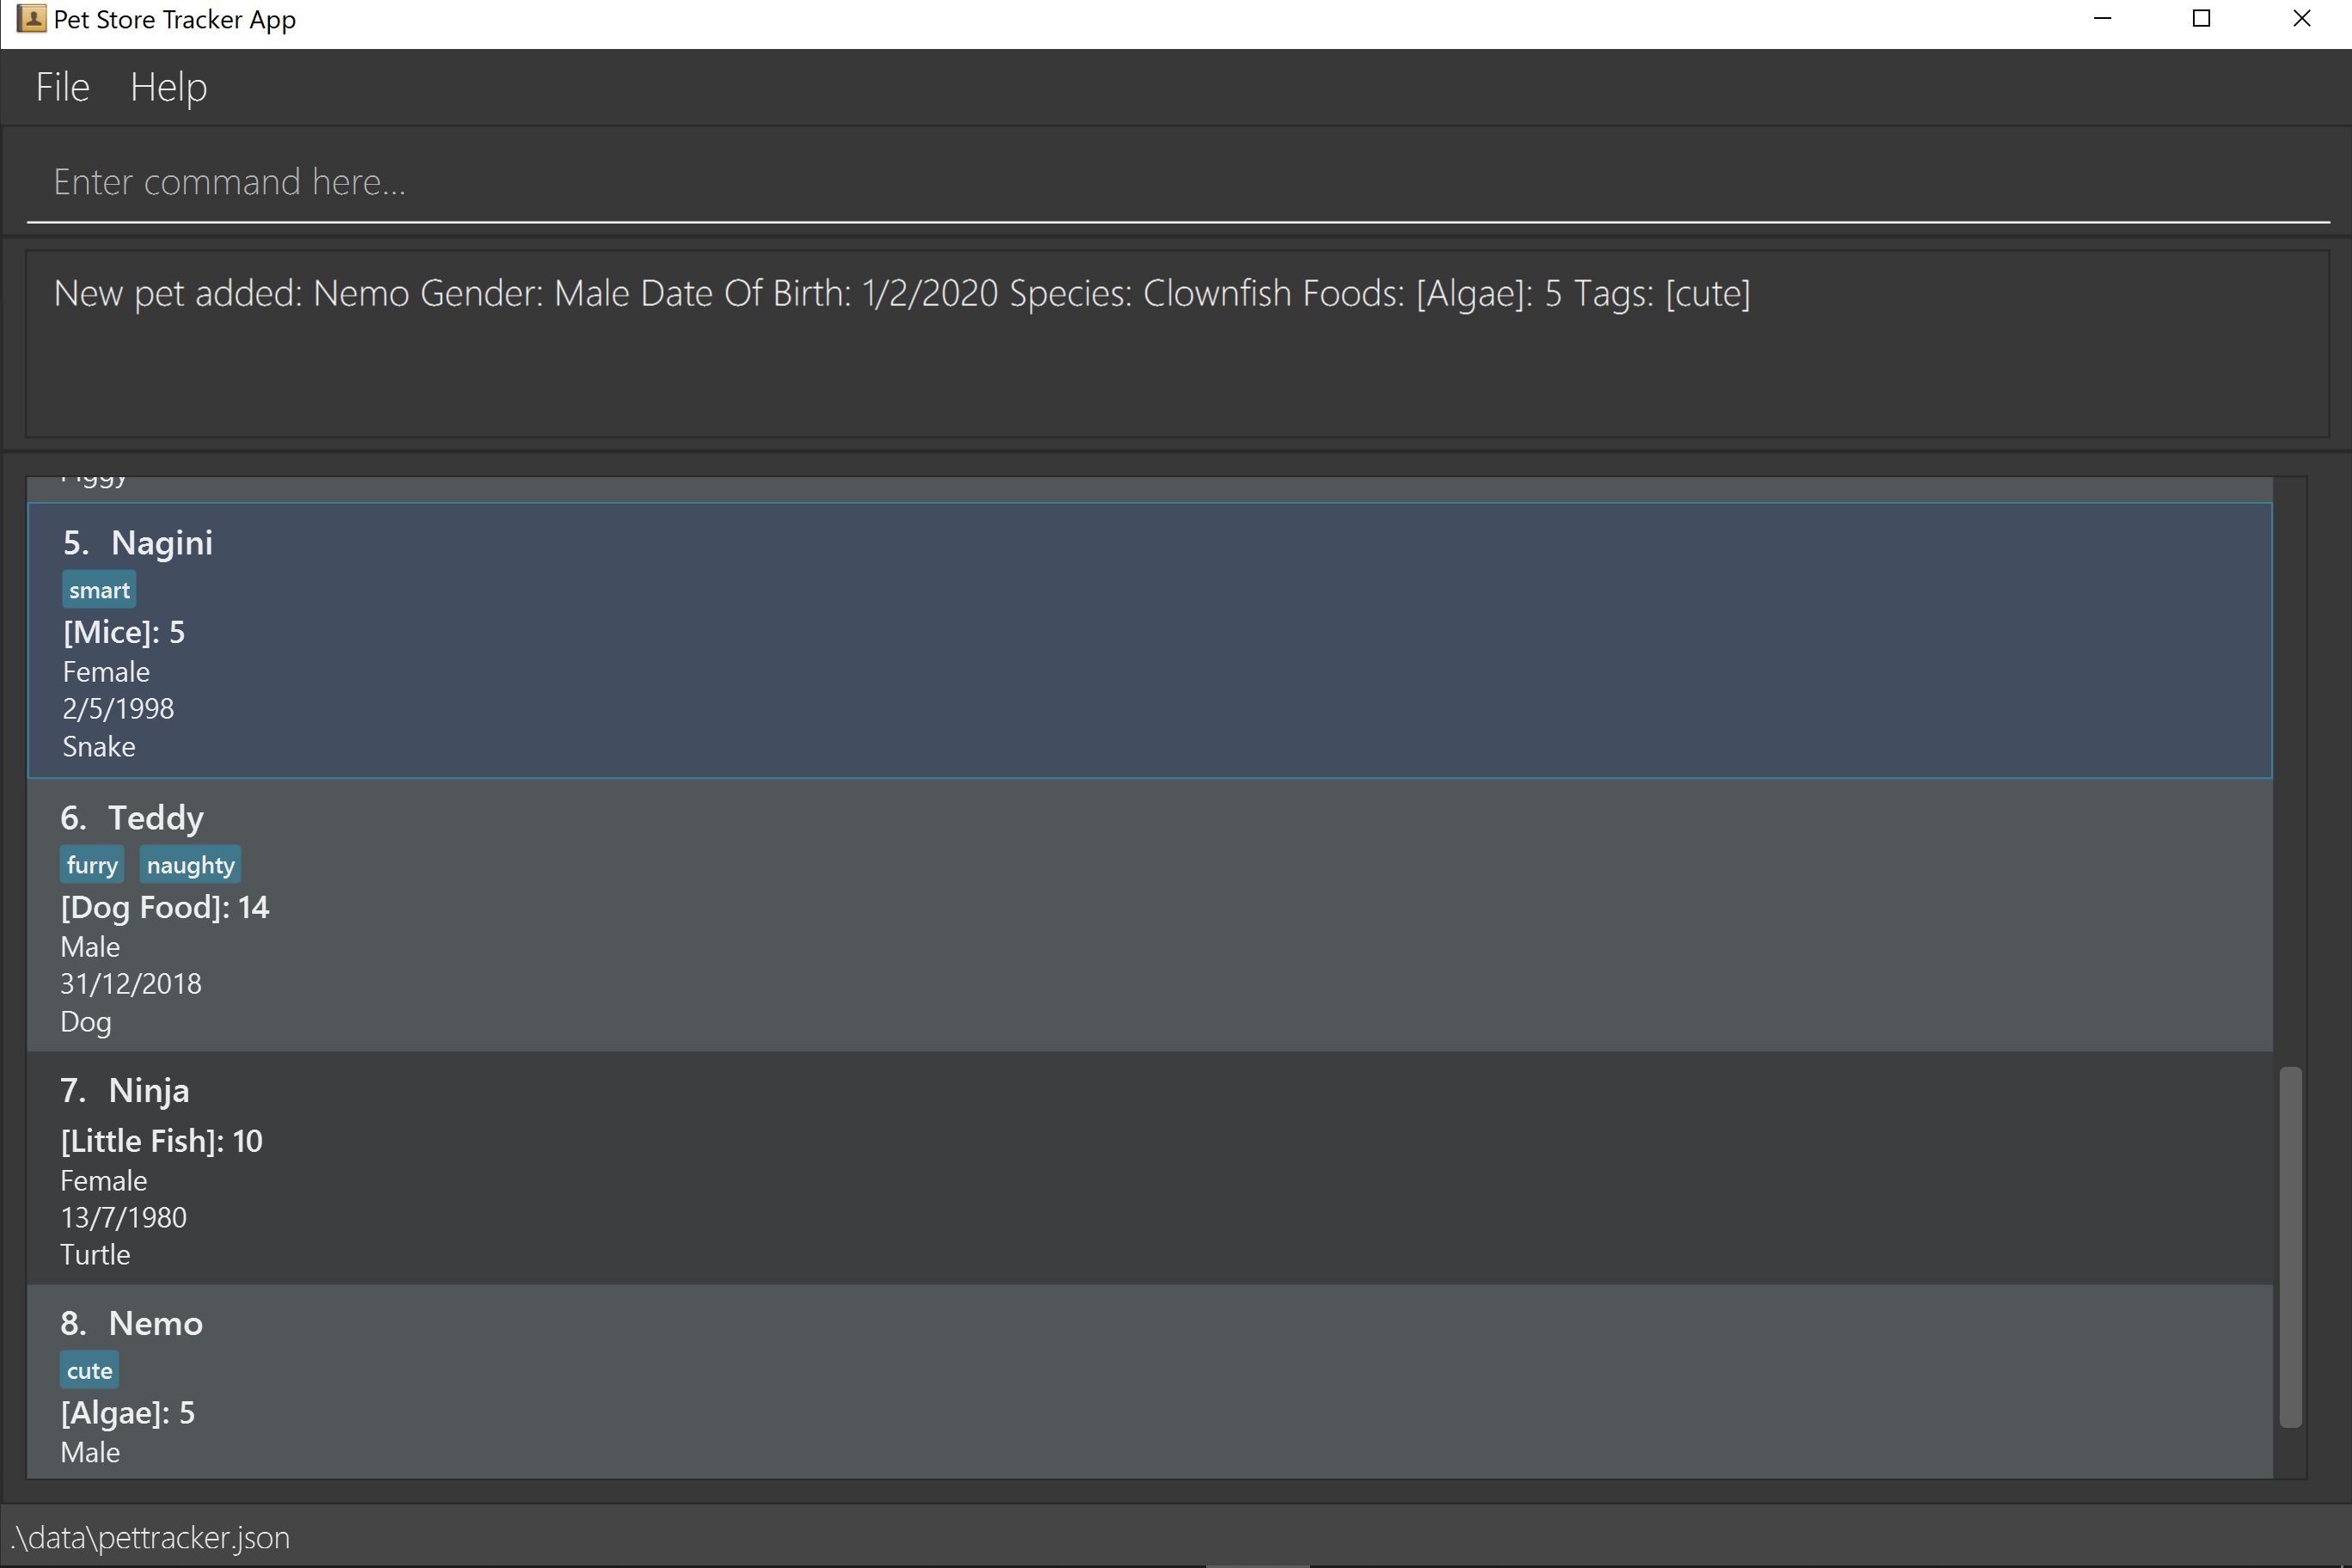 Pet Store Tracker App
File Help
Enter command here...
New pet added: Nemo Gender: Male Date Of Birth: 1/2/2020 Species: Clownfish Foods: [Algae]: 5 Tags: [cute]
5. Nagini
smart
[Mice]: 5
Female
2/5/1998
Snake
6. Teddy
furry naughty
[Dog Food]: 14
Male
31/12/2018
Dog
7. Ninja
[Little Fish]: 10
Female
13/7/1980
Turtle
8. Nemo
cute
[Algae]: 5
Male
.\data\pettracker.json